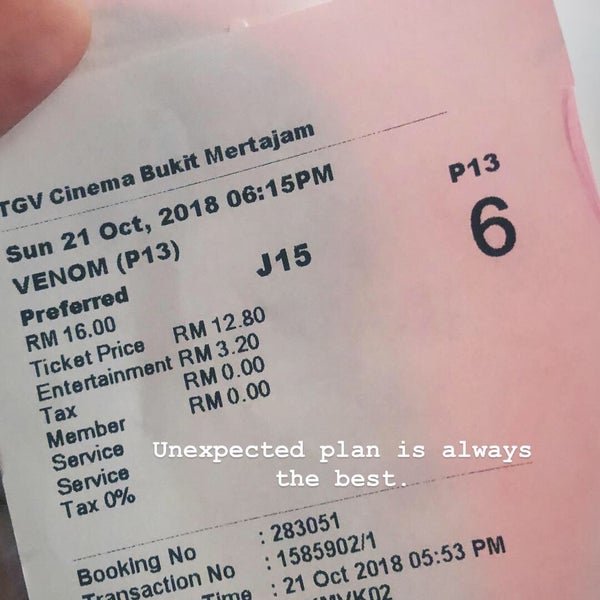 TGV Cinema Bukit Mertajam
Sun 21 Oct, 2018 06:15PM
P13
VENOM (P13)
J15
6
Preferred
RM 16.00
Ticket Price RM 12.80
Entertainment RM 3.20
Tax RM 0.00
Member RM 0.00
Service
Service
Tax 0%
Unexpected plan is always
the best.
Booking No : 283051
Transaction No : 1585902/1
Time : 21 Oct 2018 05:53 PM